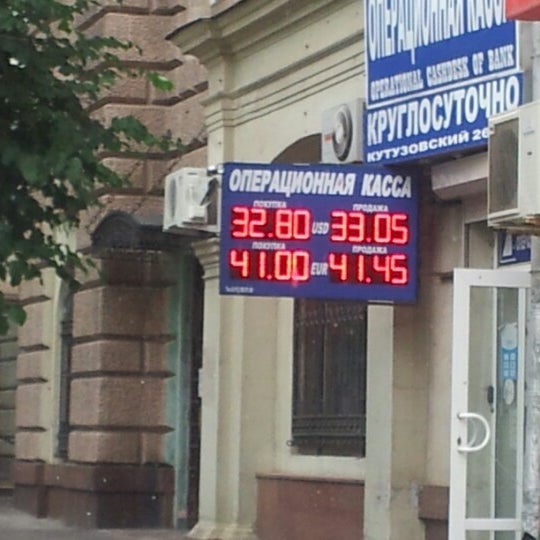 ОПЕРАЦИОННАЯ КАССА
OPERATIONAL CASHDESK OF BANK
КРУГЛОСУТОЧНО
КУТУЗОВСКИЙ 26
ОПЕРАЦИОННАЯ КАССА
ПОКУПКА ПРОДАЖА
32.80 USD 33.05
ПОКУПКА ПРОДАЖА
41.00 EUR 41.45